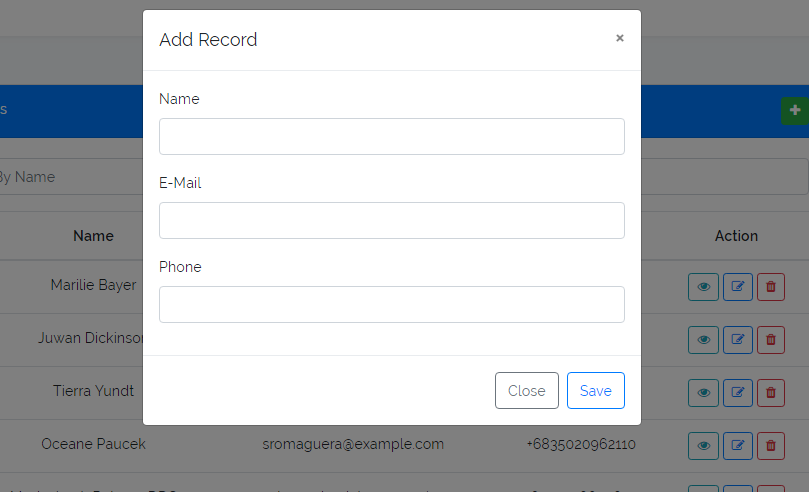 Add Record
×
s
Name
By Name
E-Mail
Name
Action
Phone
Marilie Bayer
Juwan Dickinson
Tierra Yundt
Close
Save
Oceane Paucek
sromaguera@example.com
+6835020962110